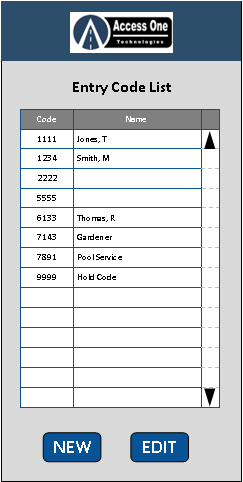 Access One
Technologies
Entry Code List
Code Name
1111 Jones, T
1234 Smith, M
2222
5555
6133 Thomas, R
7143 Gardener
7891 Pool Service
9999 Hold Code
NEW EDIT